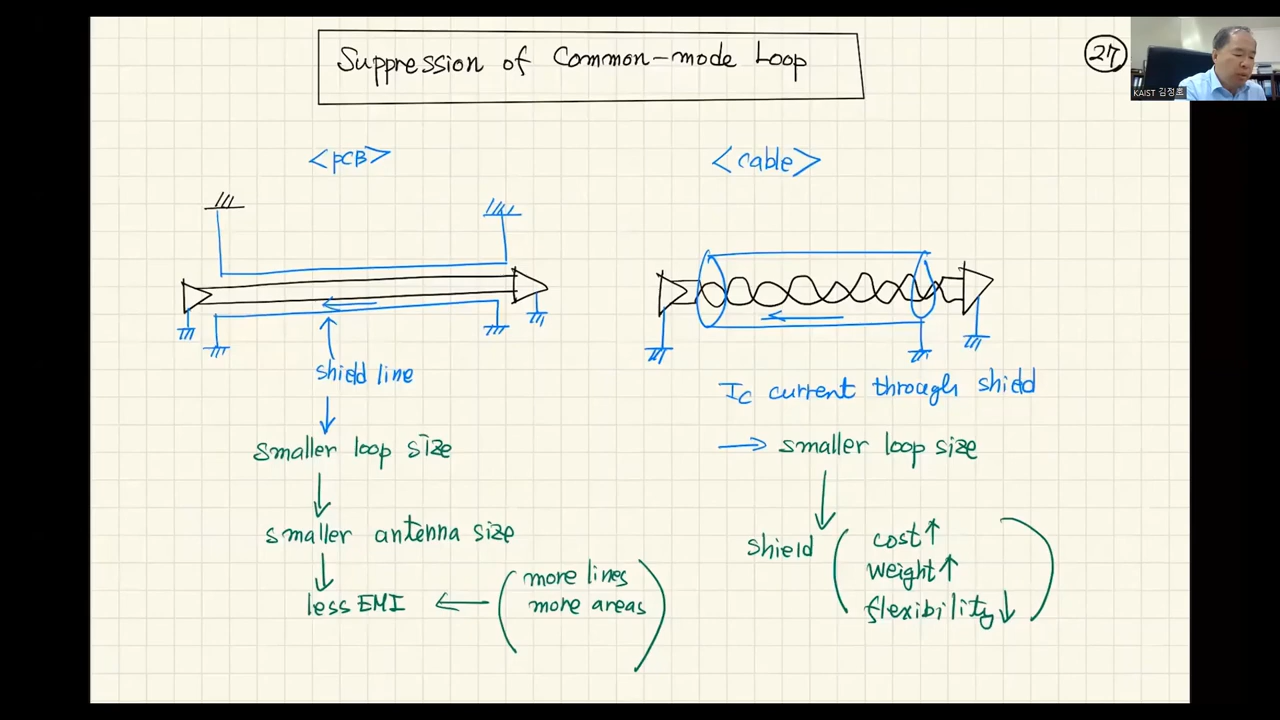 Suppression of Common-mode Loop
27
KAIST 김정호
<PCB>
<cable>
shield line
smaller loop size
smaller antenna size
less EMI
more lines
more areas
Ic current through shield
→ smaller loop size
shield
cost↑
weight↑
flexibility↓